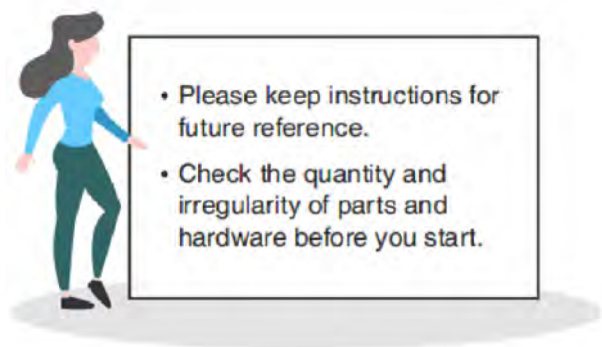 • Please keep instructions for
future reference.
• Check the quantity and
irregularity of parts and
hardware before you start.